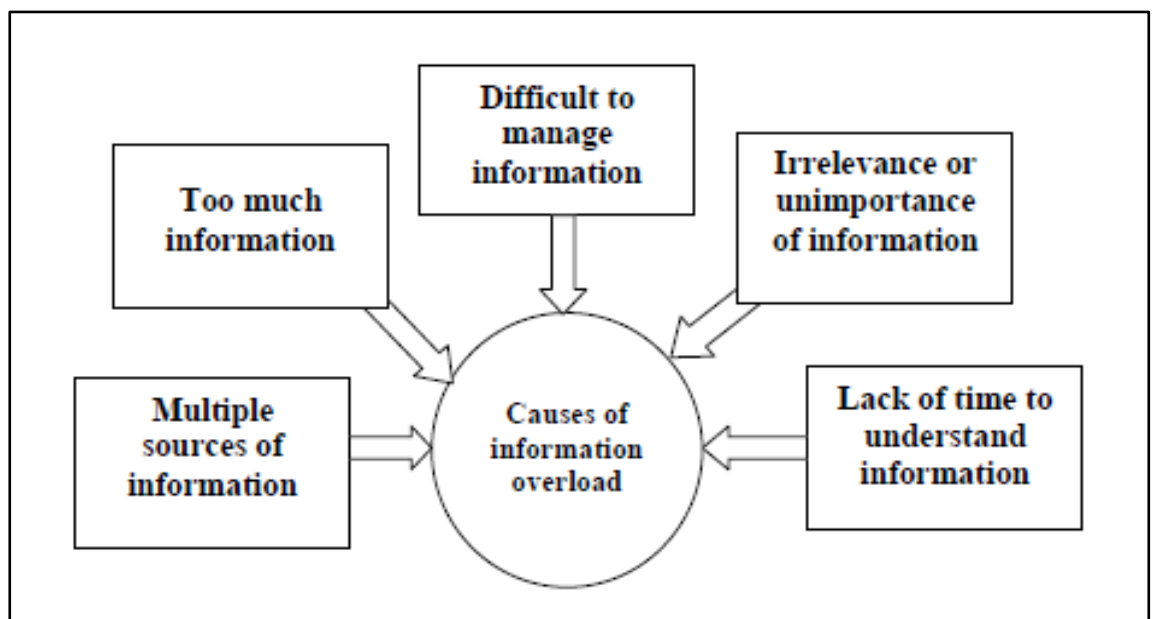 Difficult to
manage
information
Too much
information
Irrelevance or
unimportance
of information
Multiple
sources of
information
Causes of
information
overload
Lack of time to
understand
information